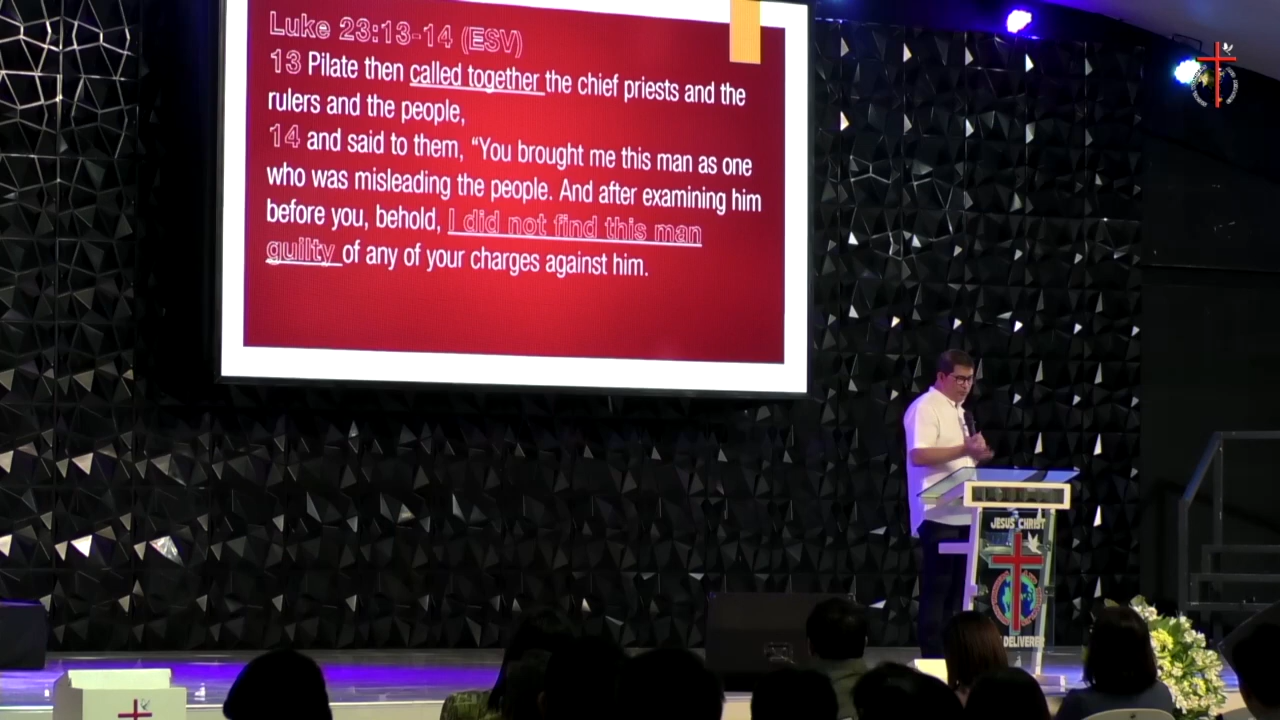 Luke 23:13-14 (ESV)
13 Pilate then called together the chief priests and the
rulers and the people,
14 and said to them, “You brought me this man as one
who was misleading the people. And after examining him
before you, behold, I did not find this man
guilty of any of your charges against him.
JESUS CHRIST
DELIVERER